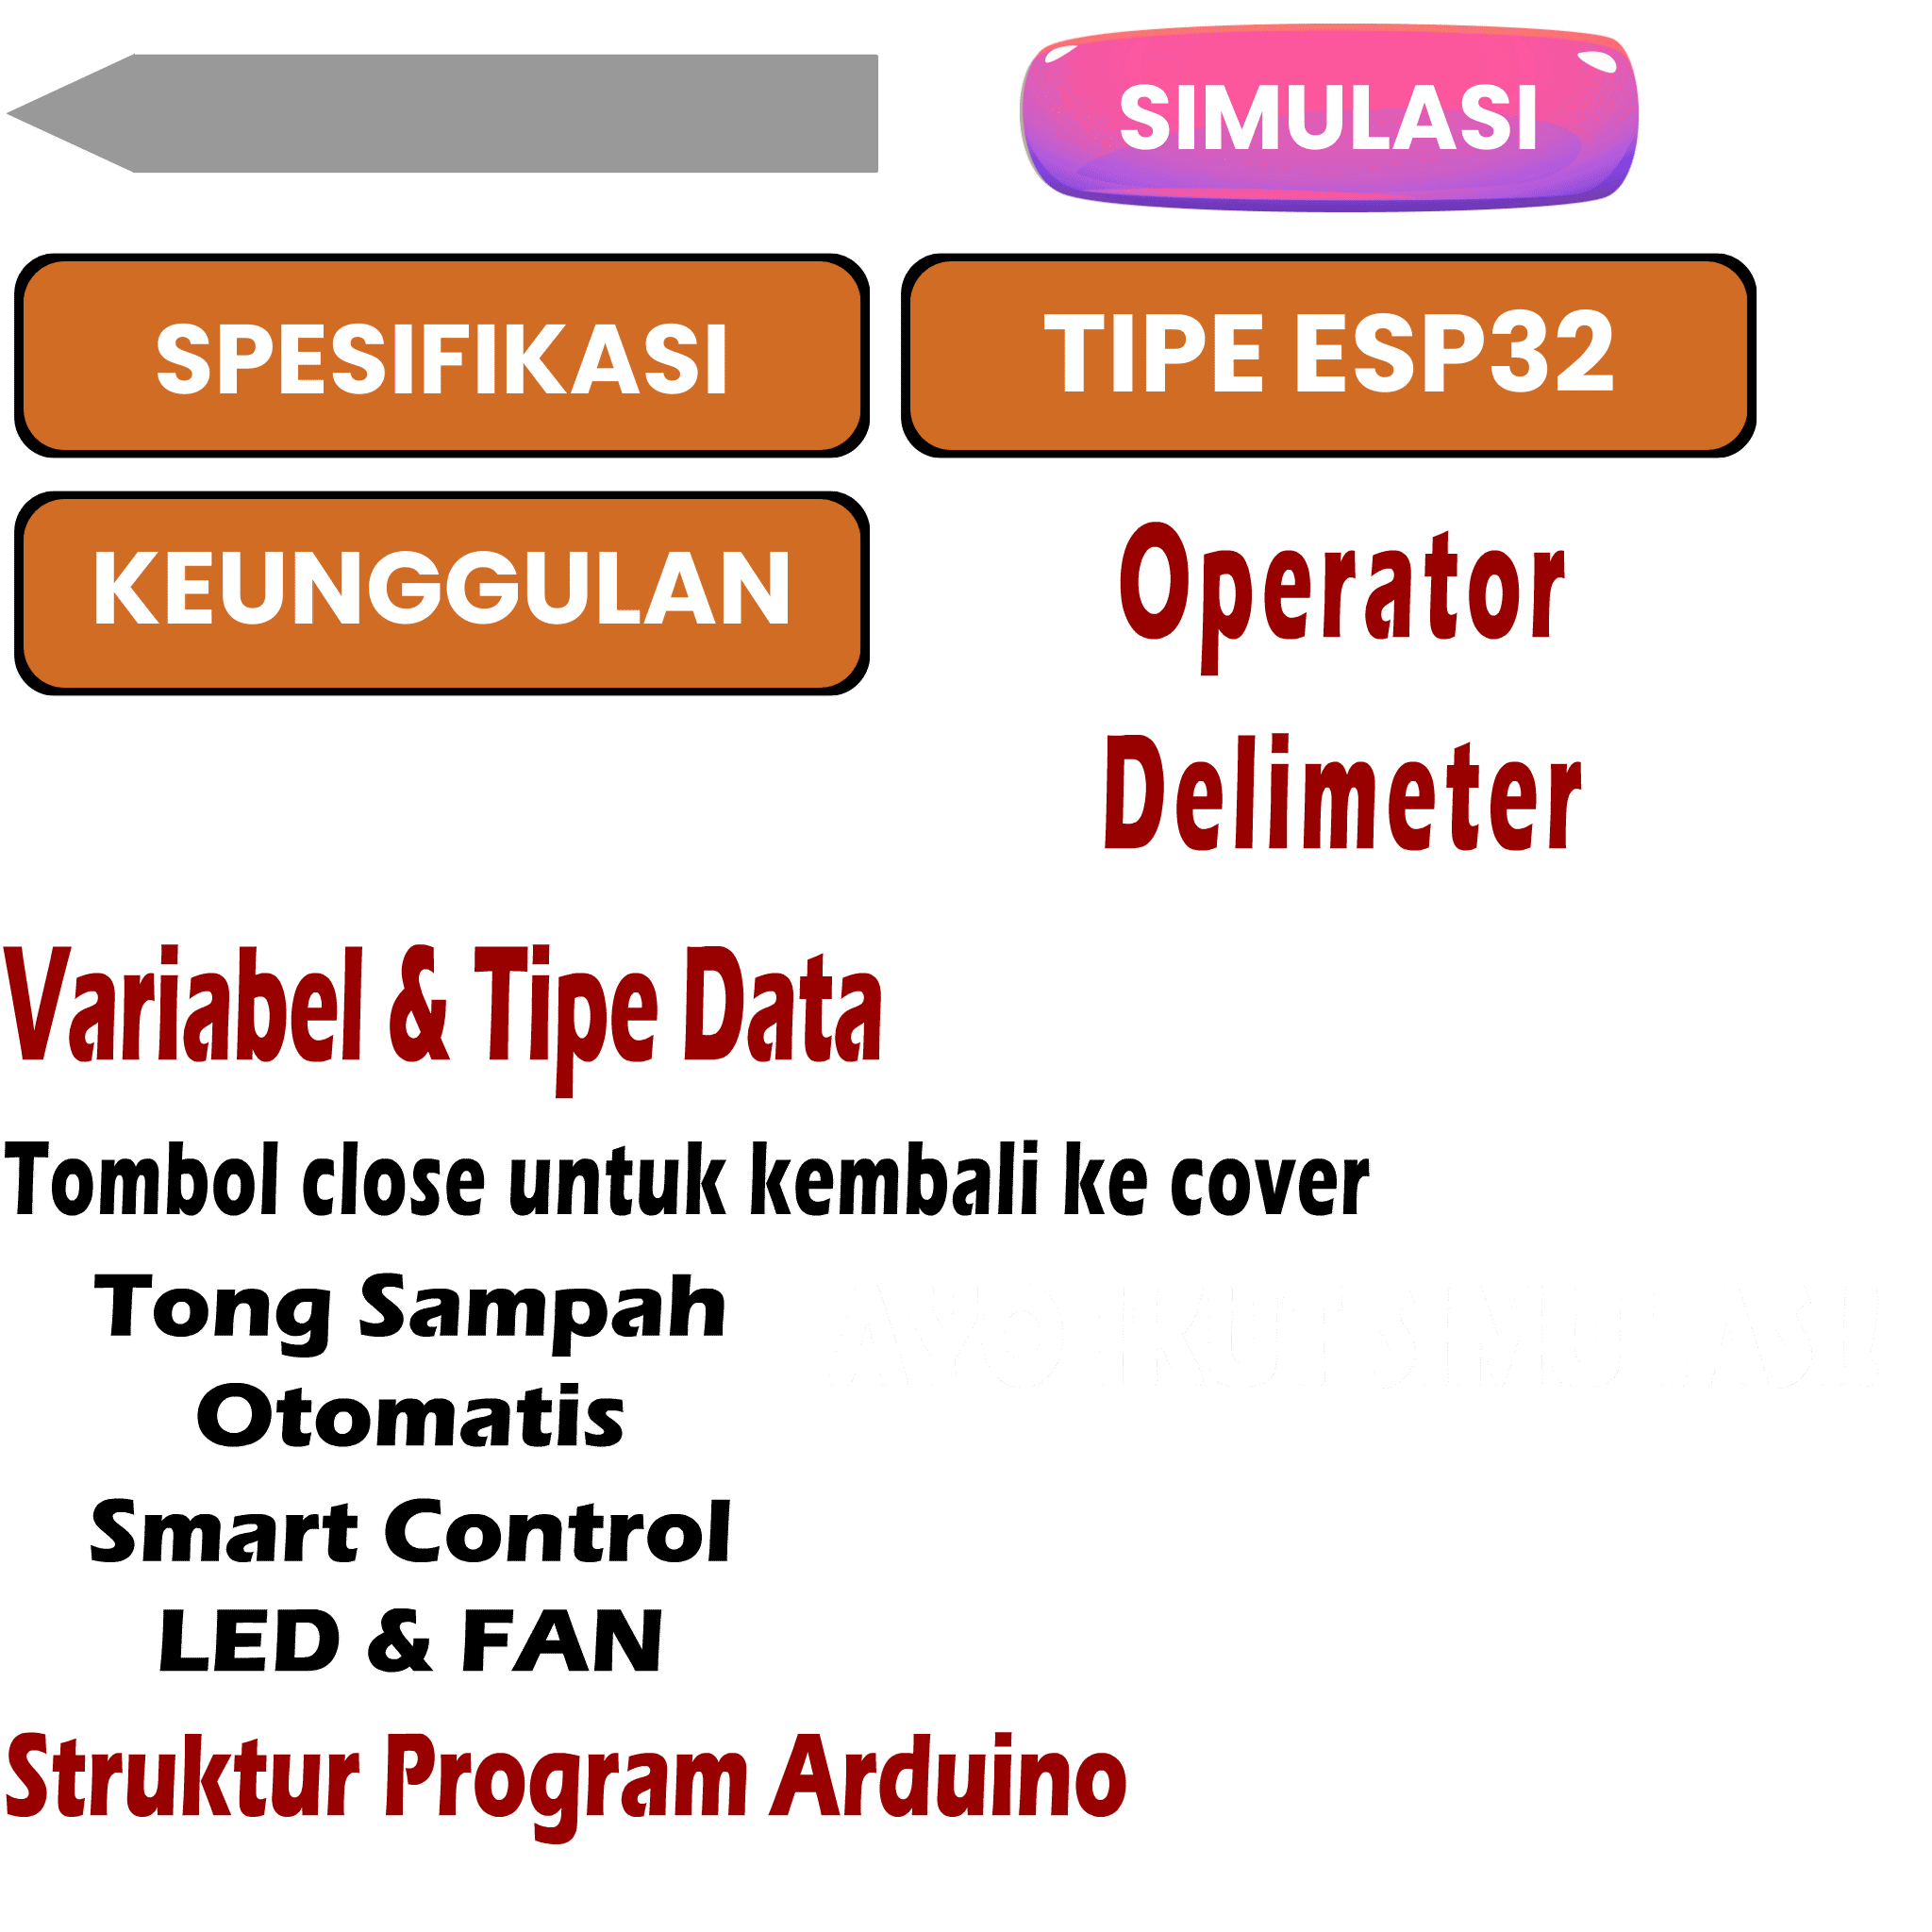 SIMULASI
SPESIFIKASI
TIPE ESP32
KEUNGGULAN
Operator
Delimeter
Variabel & Tipe Data
Tombol close untuk kembali ke cover
Tong Sampah
Otomatis
Smart Control
LED & FAN
Struktur Program Arduino